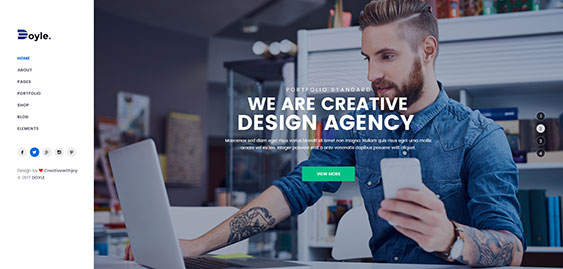 Doyle.
HOME
ABOUT
PAGES
PORTFOLIO
SHOP
BLOG
ELEMENTS
Design by Creativewithjoy
© 2017 DOYLE
PORTFOLIO STANDARD
WE ARE CREATIVE
DESIGN AGENCY
Maecenas sed diam eget risus varius blandit sit amet non magna. Nullam quis risus eget urna mollis
ornare vel eu leo. Integer posuere erat a ante venenatis dapibus posuere velit aliquet.
VIEW MORE
1
2
3
4